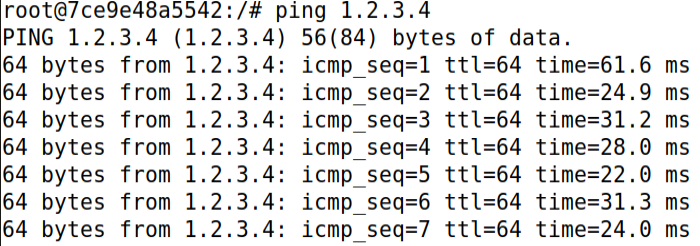 root@7ce9e48a5542:/# ping 1.2.3.4
PING 1.2.3.4 (1.2.3.4) 56(84) bytes of data.
64 bytes from 1.2.3.4: icmp_seq=1 ttl=64 time=61.6 ms
64 bytes from 1.2.3.4: icmp_seq=2 ttl=64 time=24.9 ms
64 bytes from 1.2.3.4: icmp_seq=3 ttl=64 time=31.2 ms
64 bytes from 1.2.3.4: icmp_seq=4 ttl=64 time=28.0 ms
64 bytes from 1.2.3.4: icmp_seq=5 ttl=64 time=22.0 ms
64 bytes from 1.2.3.4: icmp_seq=6 ttl=64 time=31.3 ms
64 bytes from 1.2.3.4: icmp_seq=7 ttl=64 time=24.0 ms